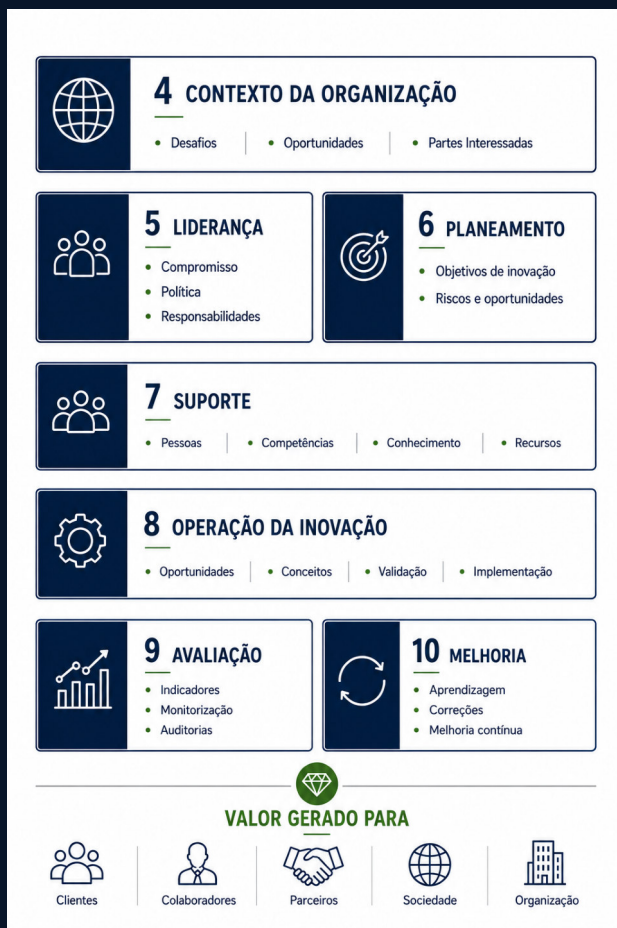 4 CONTEXTO DA ORGANIZAÇÃO
• Desafios
• Oportunidades
• Partes Interessadas
5 LIDERANÇA
• Compromisso
• Política
• Responsabilidades
6 PLANEAMENTO
• Objetivos de inovação
• Riscos e oportunidades
7 SUPORTE
• Pessoas
• Competências
• Conhecimento
• Recursos
8 OPERAÇÃO DA INOVAÇÃO
• Oportunidades
• Conceitos
• Validação
• Implementação
9 AVALIAÇÃO
• Indicadores
• Monitorização
• Auditorias
10 MELHORIA
• Aprendizagem
• Correções
• Melhoria contínua
VALOR GERADO PARA
Clientes
Colaboradores
Parceiros
Sociedade
Organização